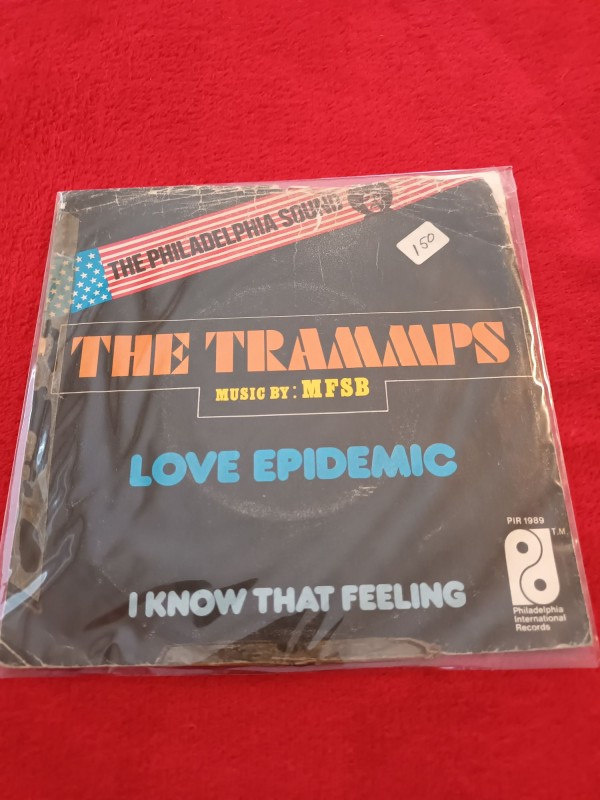 THE PHILADELPHIA SOUND
150
THE TRAMMPS
MUSIC BY: MFSB
LOVE EPIDEMIC
PIR 1989
T.M.
Philadelphia
International
Records
I KNOW THAT FEELING